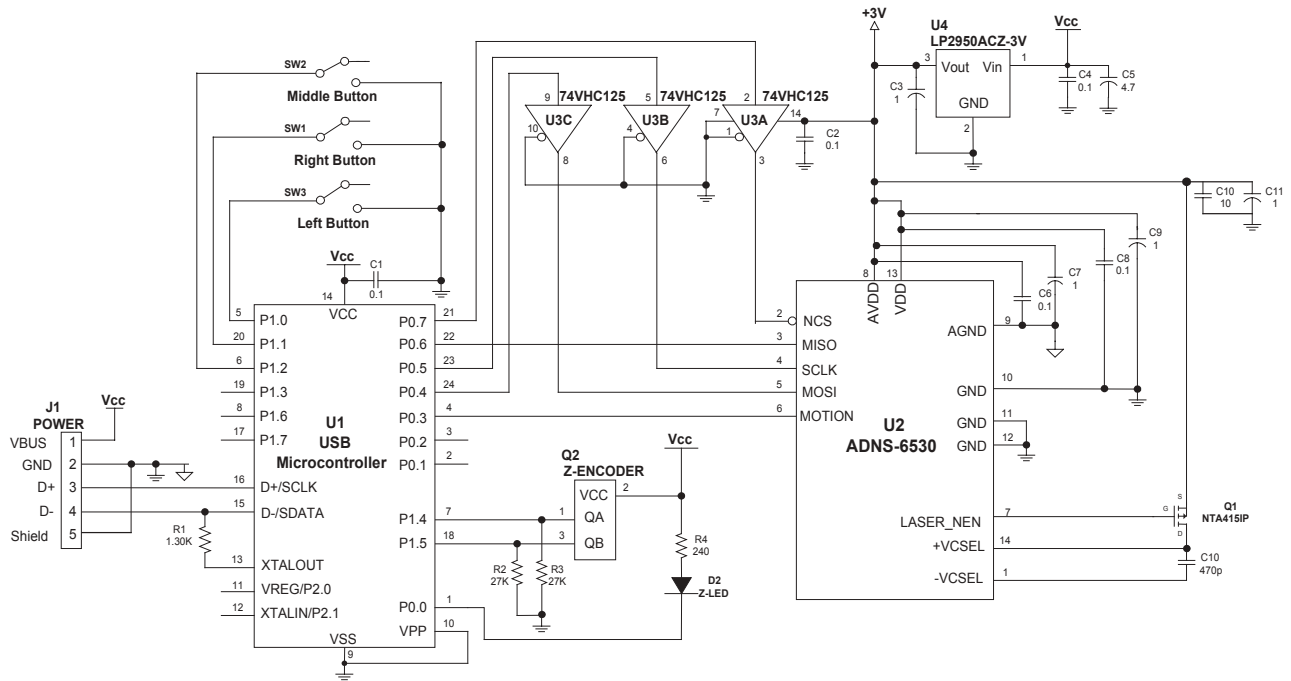 +3V
U4
LP2950ACZ-3V
Vcc
3 Vout Vin 1
GND
2
C3
1
C4
0.1
C5
4.7
SW2
Middle Button
SW1
Right Button
SW3
Left Button
9 74VHC125
U3C
10
8
5 74VHC125
U3B
4
6
2 74VHC125
7
U3A
14
1
3
C2
0.1
C10
10
C11
1
C9
1
C8
0.1
C7
1
C6
0.1
Vcc
C1
0.1
14
VCC
5 P1.0
20 P1.1
6 P1.2
19 P1.3
8 P1.6
17 P1.7
16 D+/SCLK
15 D-/SDATA
13 XTALOUT
11 VREG/P2.0
12 XTALIN/P2.1
U1
USB
Microcontroller
P0.7 21
P0.6 22
P0.5 23
P0.4 24
P0.3 4
P0.2 3
P0.1 2
P1.4 7
P1.5 18
P0.0 1
VPP 10
VSS
9
J1
POWER
Vcc
VBUS 1
GND 2
D+ 3
D- 4
Shield 5
R1
1.30K
Q2
Z-ENCODER
VCC 2
1 QA
3 QB
R2
27K
R3
27K
Vcc
R4
240
D2
Z-LED
8 13
AVDD
VDD
2 NCS
3 MISO
4 SCLK
5 MOSI
6 MOTION
U2
ADNS-6530
AGND 9
GND 10
GND 11
GND 12
LASER_NEN 7
+VCSEL 14
-VCSEL 1
S
G
D
Q1
NTA415IP
C10
470p